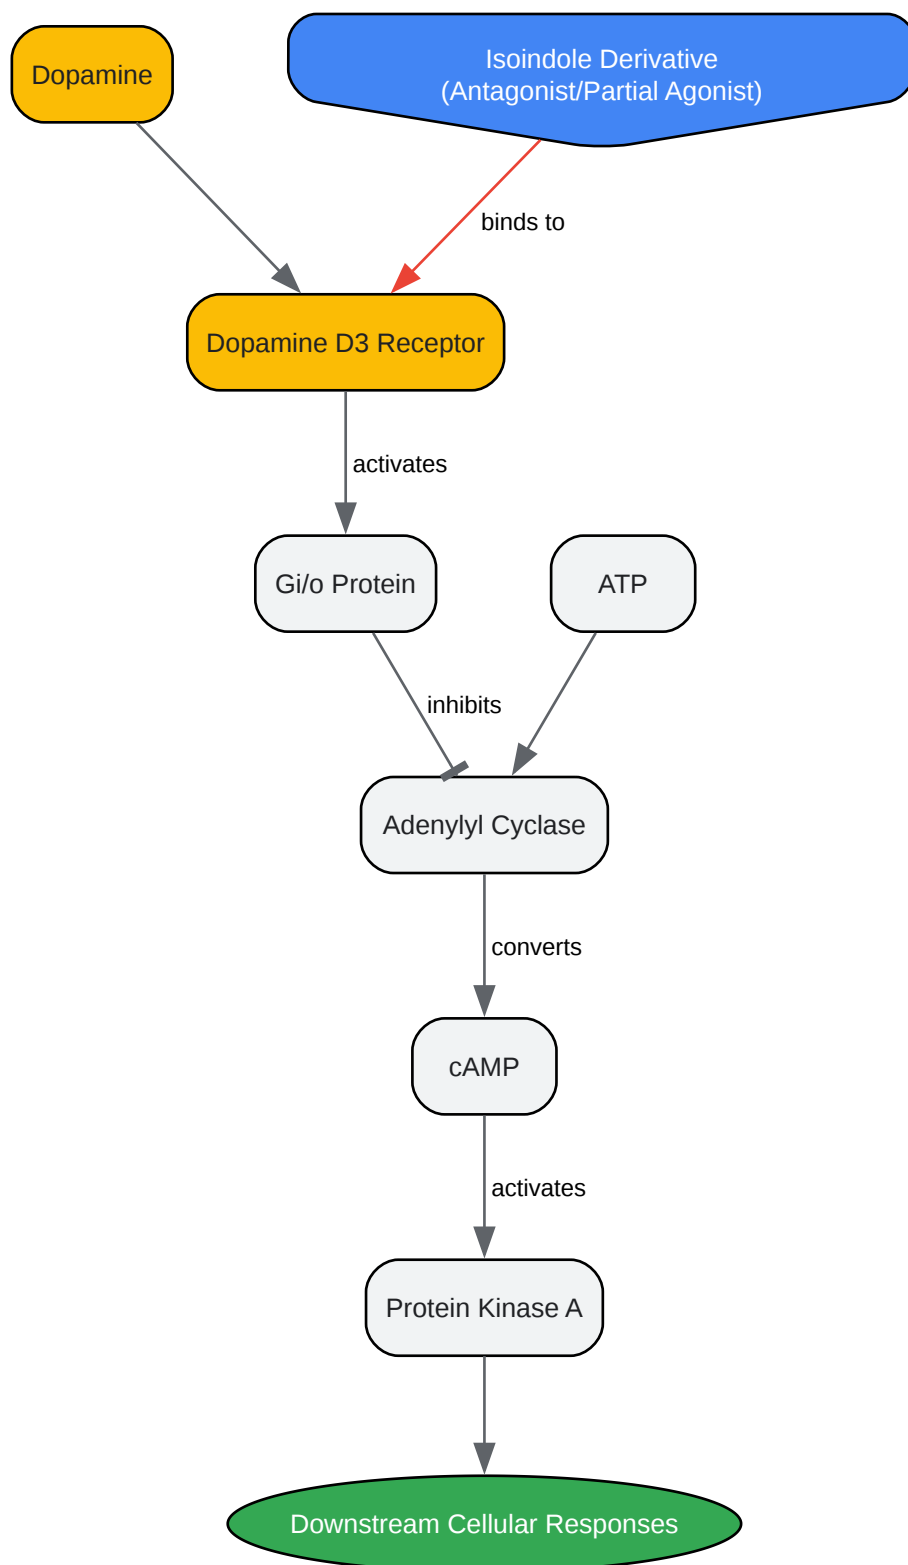 Dopamine
Isoindole Derivative
(Antagonist/Partial Agonist)
binds to
Dopamine D3 Receptor
activates
Gi/o Protein
ATP
inhibits
Adenylyl Cyclase
converts
cAMP
activates
Protein Kinase A
Downstream Cellular Responses